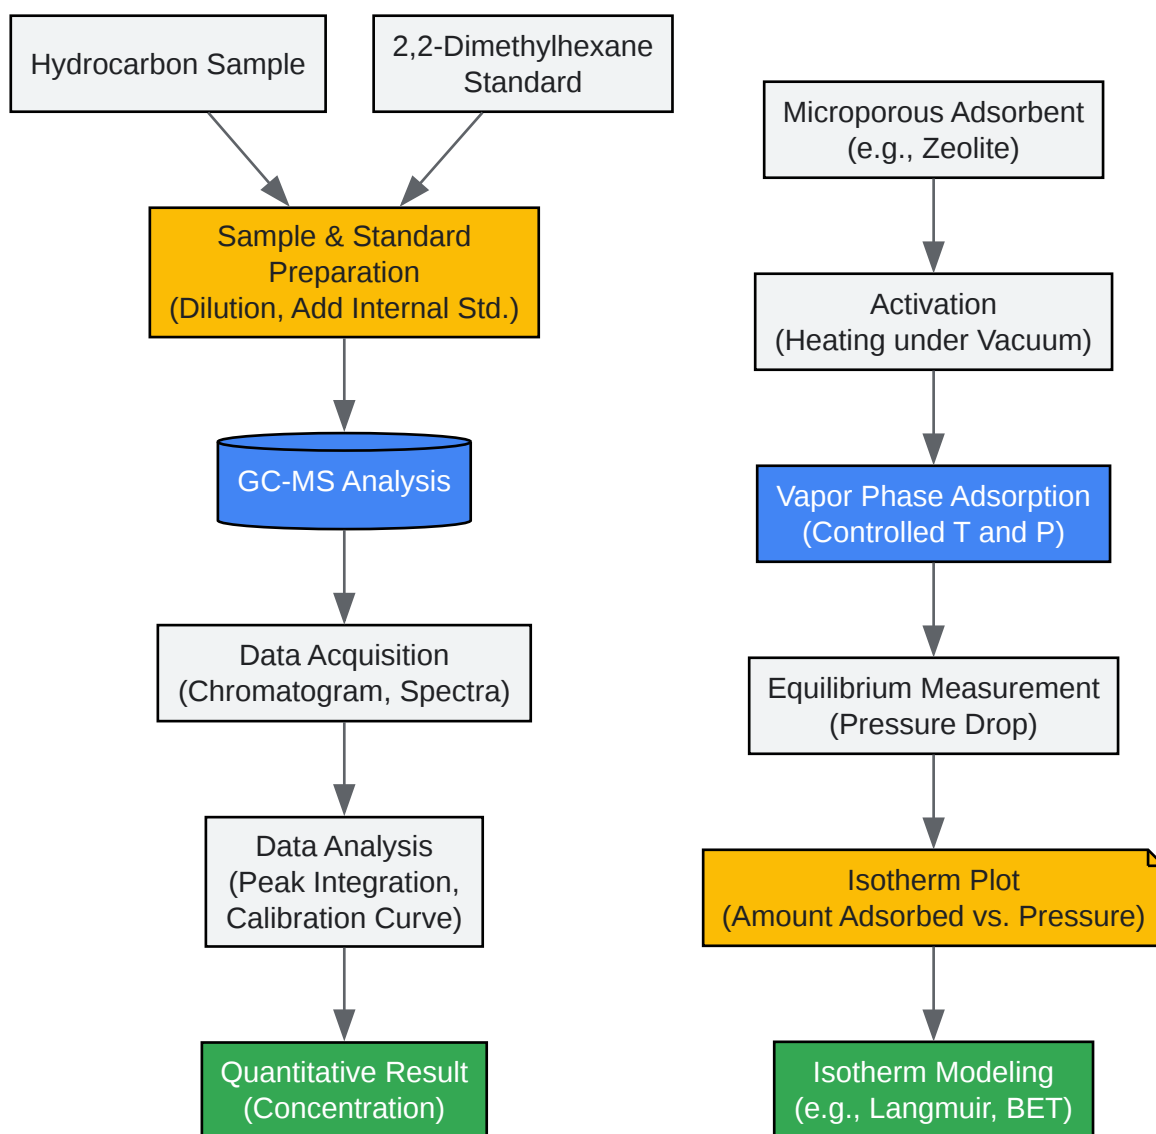 Hydrocarbon Sample
2,2-Dimethylhexane
Standard
Sample & Standard
Preparation
(Dilution, Add Internal Std.)
GC-MS Analysis
Data Acquisition
(Chromatogram, Spectra)
Data Analysis
(Peak Integration,
Calibration Curve)
Quantitative Result
(Concentration)
Microporous Adsorbent
(e.g., Zeolite)
Activation
(Heating under Vacuum)
Vapor Phase Adsorption
(Controlled T and P)
Equilibrium Measurement
(Pressure Drop)
Isotherm Plot
(Amount Adsorbed vs. Pressure)
Isotherm Modeling
(e.g., Langmuir, BET)